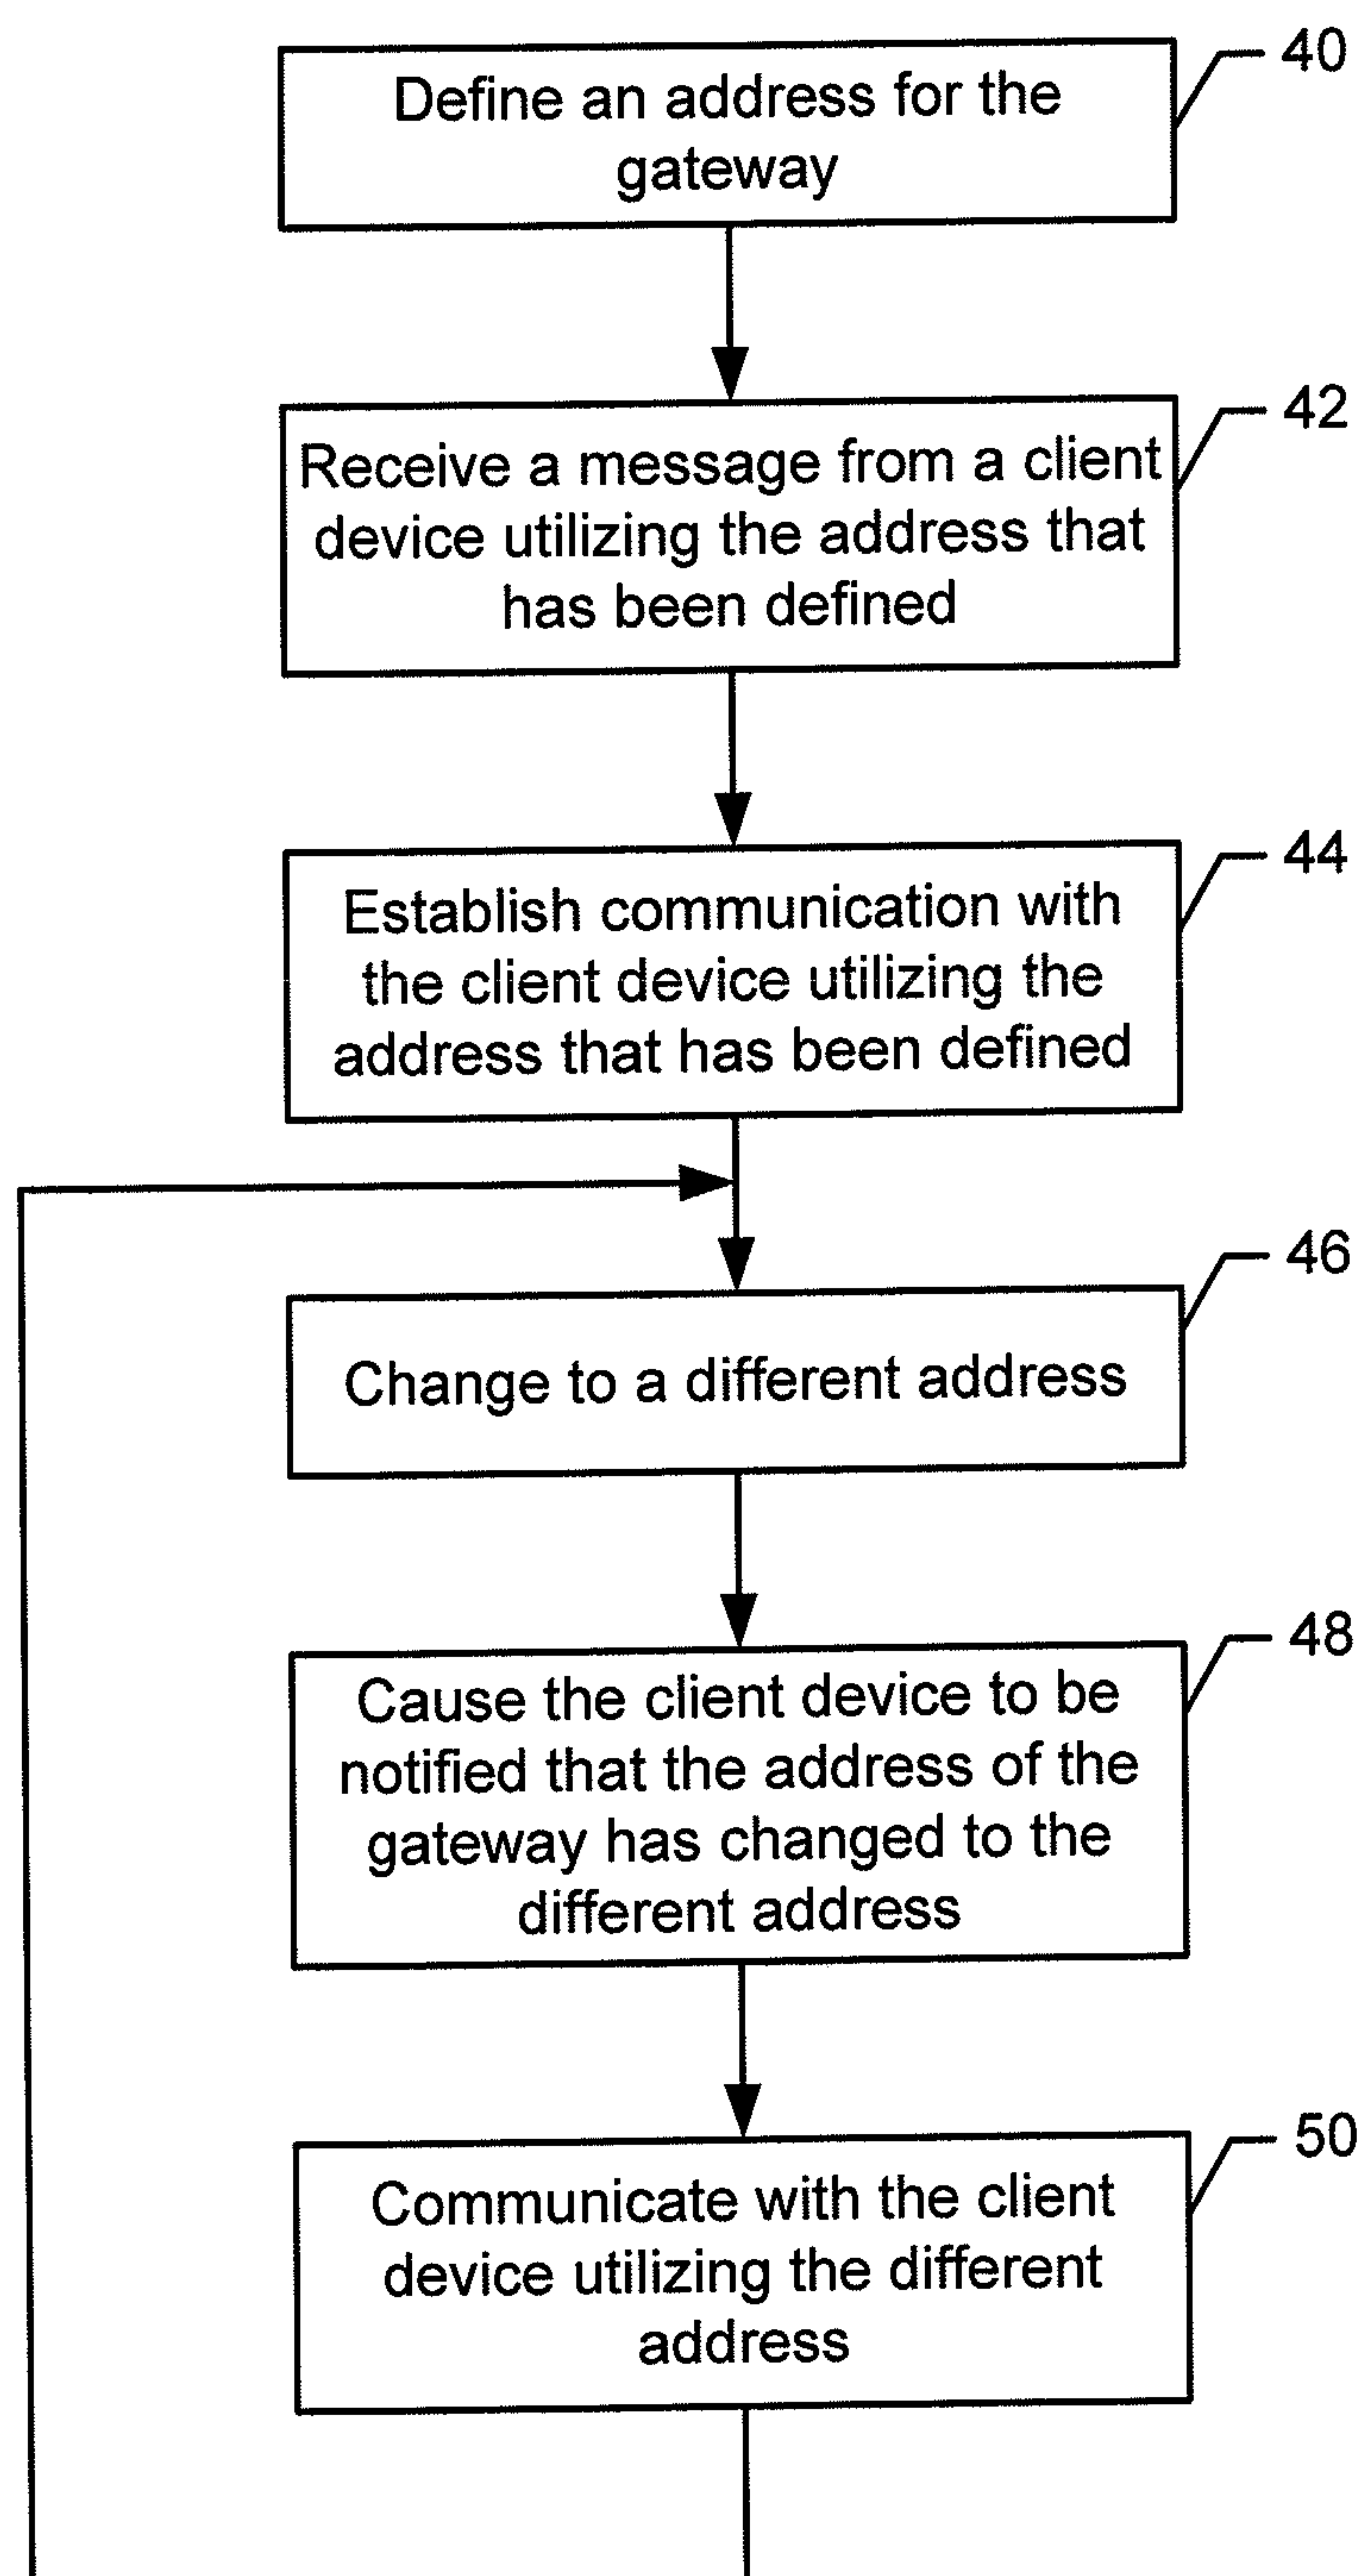 40
Define an address for the
gateway
42
Receive a message from a client
device utilizing the address that
has been defined
44
Establish communication with
the client device utilizing the
address that has been defined
46
Change to a different address
48
Cause the client device to be
notified that the address of the
gateway has changed to the
different address
50
Communicate with the client
device utilizing the different
address